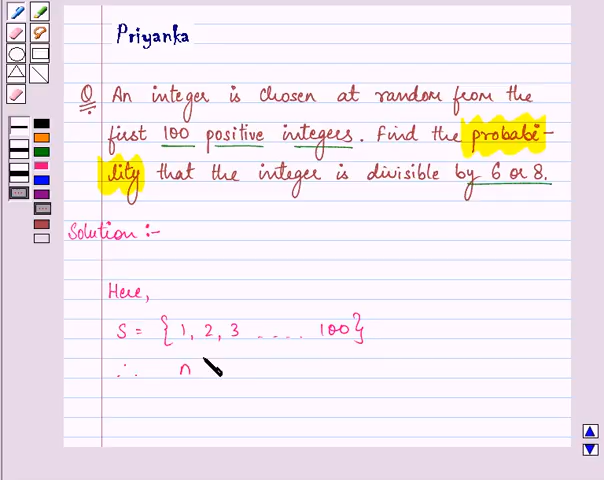 Priyanka
Q An integer is chosen at random from the
first 100 positive integers. Find the probabi-
lity that the integer is divisible by 6 or 8.
Solution :-
Here,
S = { 1, 2, 3 ..... 100}
∴ n